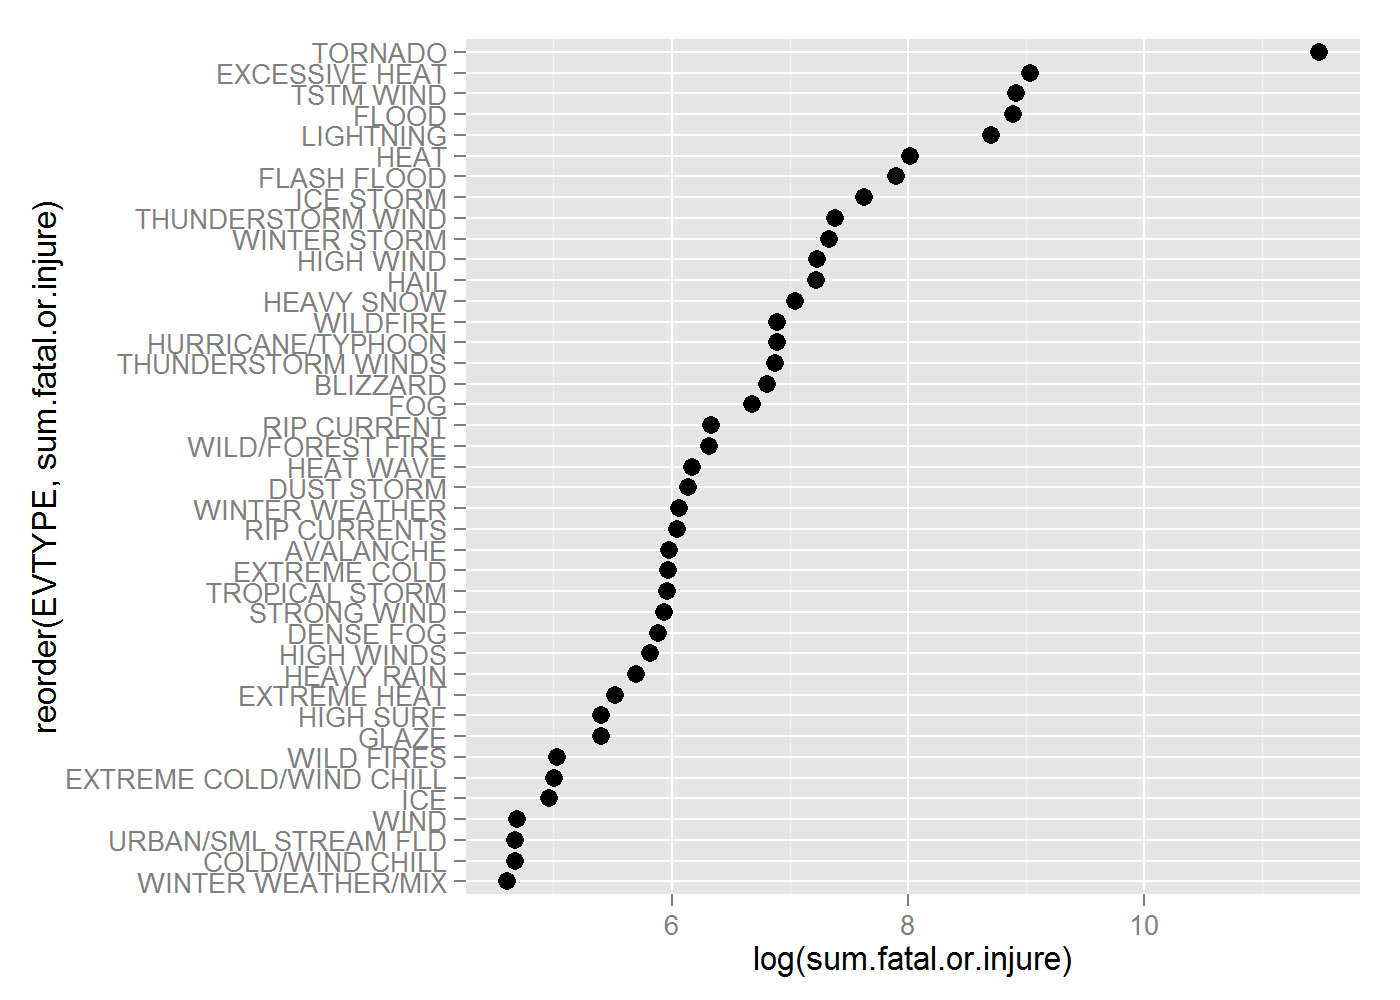 TORNADO
EXCESSIVE HEAT
TSTM WIND
FLOOD
LIGHTNING
HEAT
FLASH FLOOD
ICE STORM
THUNDERSTORM WIND
WINTER STORM
HIGH WIND
HAIL
HEAVY SNOW
WILDFIRE
HURRICANE/TYPHOON
THUNDERSTORM WINDS
BLIZZARD
FOG
RIP CURRENT
WILD/FOREST FIRE
HEAT WAVE
DUST STORM
WINTER WEATHER
RIP CURRENTS
AVALANCHE
EXTREME COLD
TROPICAL STORM
STRONG WIND
DENSE FOG
HIGH WINDS
HEAVY RAIN
EXTREME HEAT
HIGH SURF
GLAZE
WILD FIRES
EXTREME COLD/WIND CHILL
ICE
WIND
URBAN/SML STREAM FLD
COLD/WIND CHILL
WINTER WEATHER/MIX
reorder(EVTYPE, sum.fatal.or.injure)
6 8 10
log(sum.fatal.or.injure)